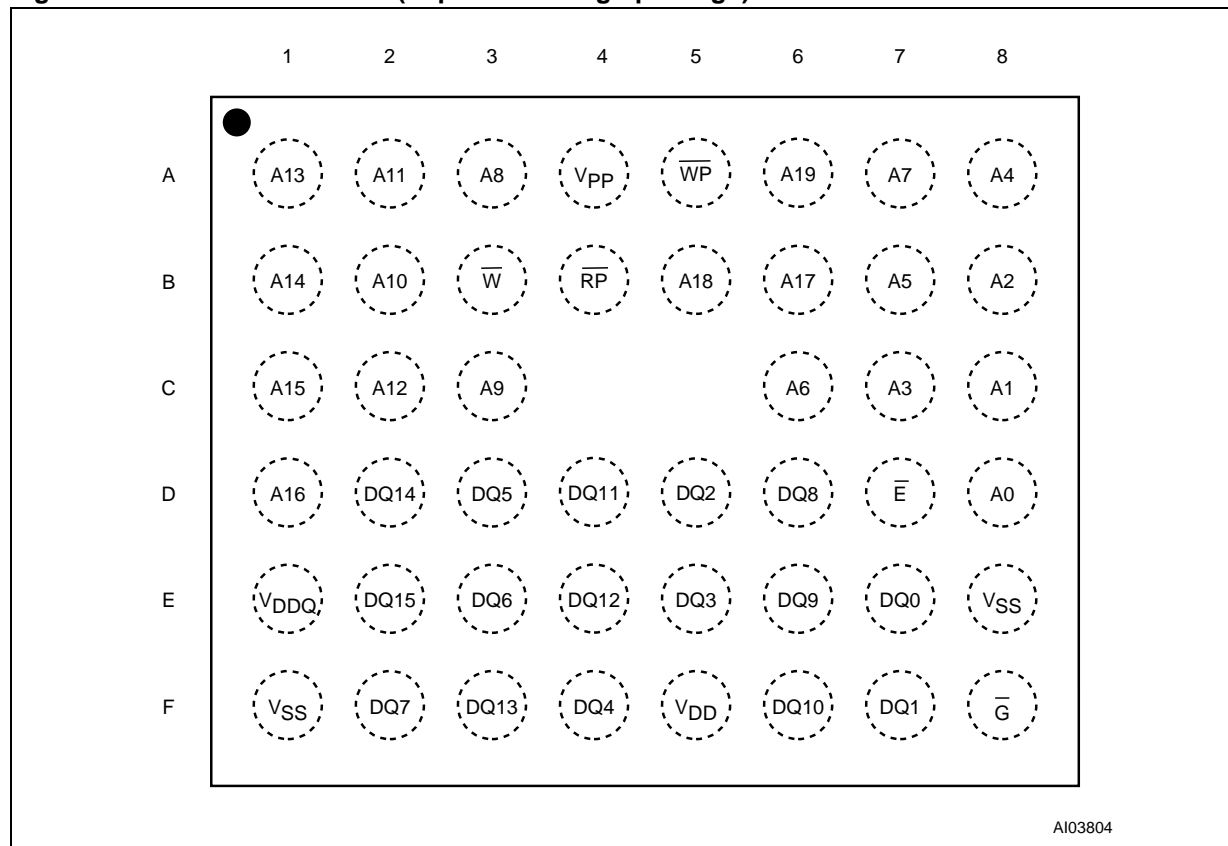 1 2 3 4 5 6 7 8
A A13 A11 A8 VPP W̅P̅ A19 A7 A4
B A14 A10 W̅ R̅P̅ A18 A17 A5 A2
C A15 A12 A9 A6 A3 A1
D A16 DQ14 DQ5 DQ11 DQ2 DQ8 E̅ A0
E VDDQ DQ15 DQ6 DQ12 DQ3 DQ9 DQ0 VSS
F VSS DQ7 DQ13 DQ4 VDD DQ10 DQ1 G̅
AI03804